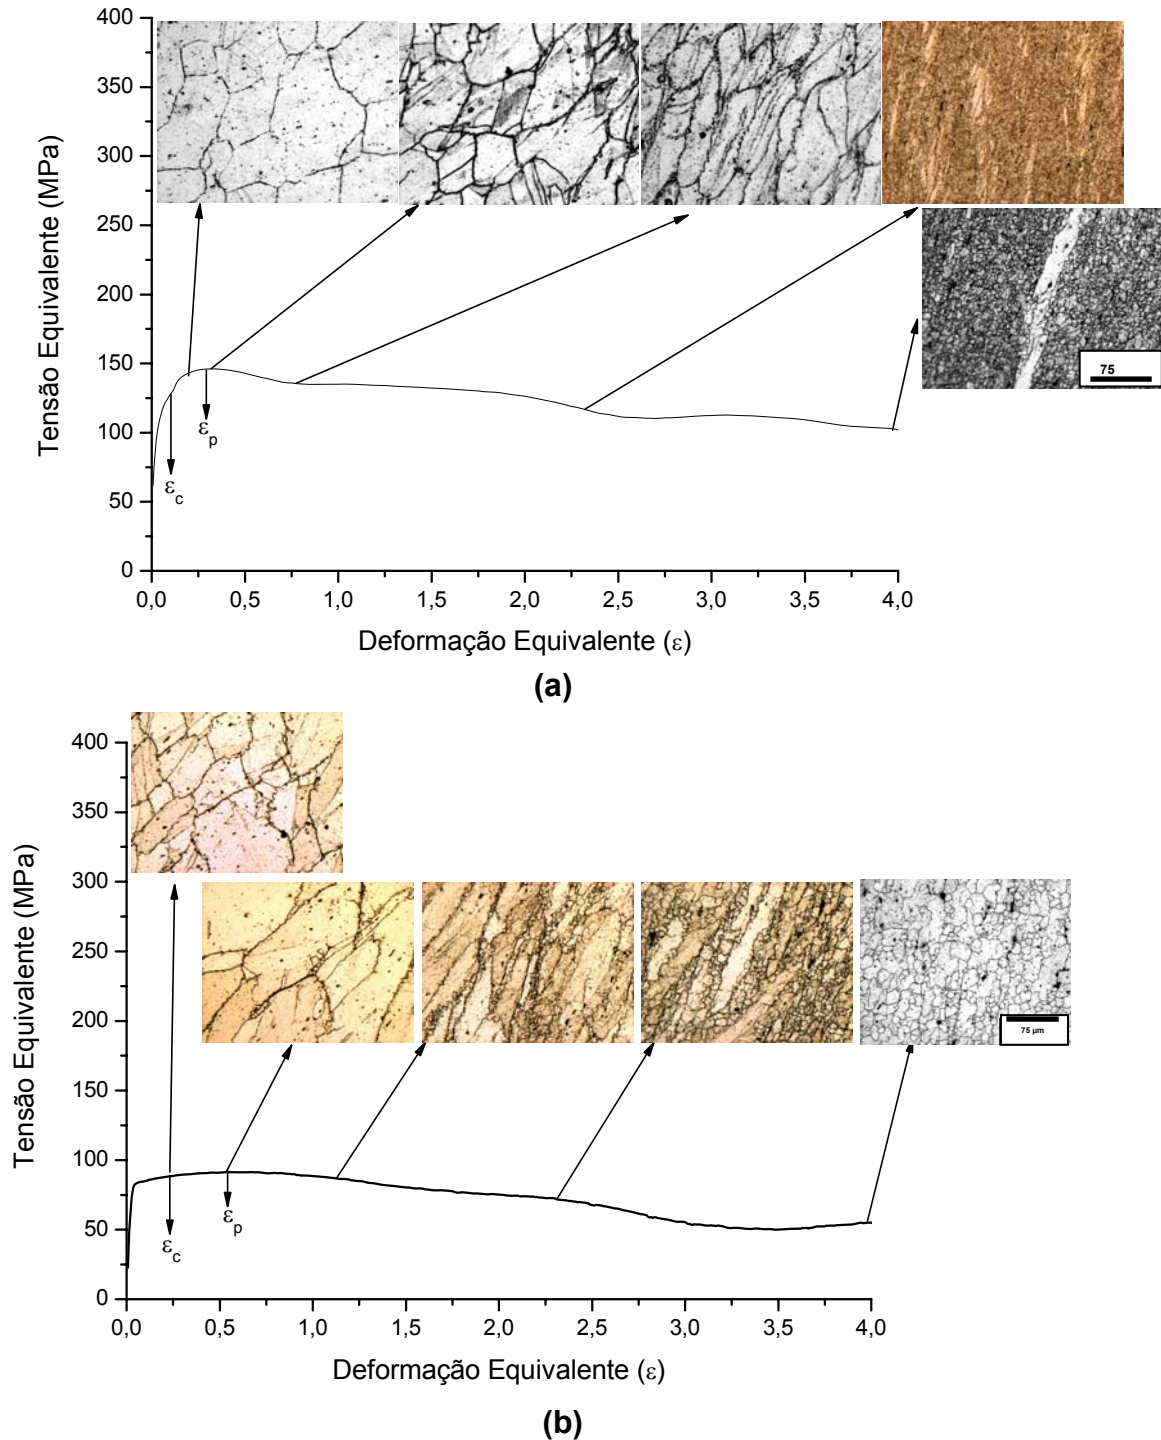 400
350
300
250
200
150
100
50
0
Tensão Equivalente (MPa)
75
εp
εc
0,0 0,5 1,0 1,5 2,0 2,5 3,0 3,5 4,0
Deformação Equivalente (ε)
(a)
400
350
300
250
200
150
100
50
0
Tensão Equivalente (MPa)
75 µm
εp
εc
0,0 0,5 1,0 1,5 2,0 2,5 3,0 3,5 4,0
Deformação Equivalente (ε)
(b)